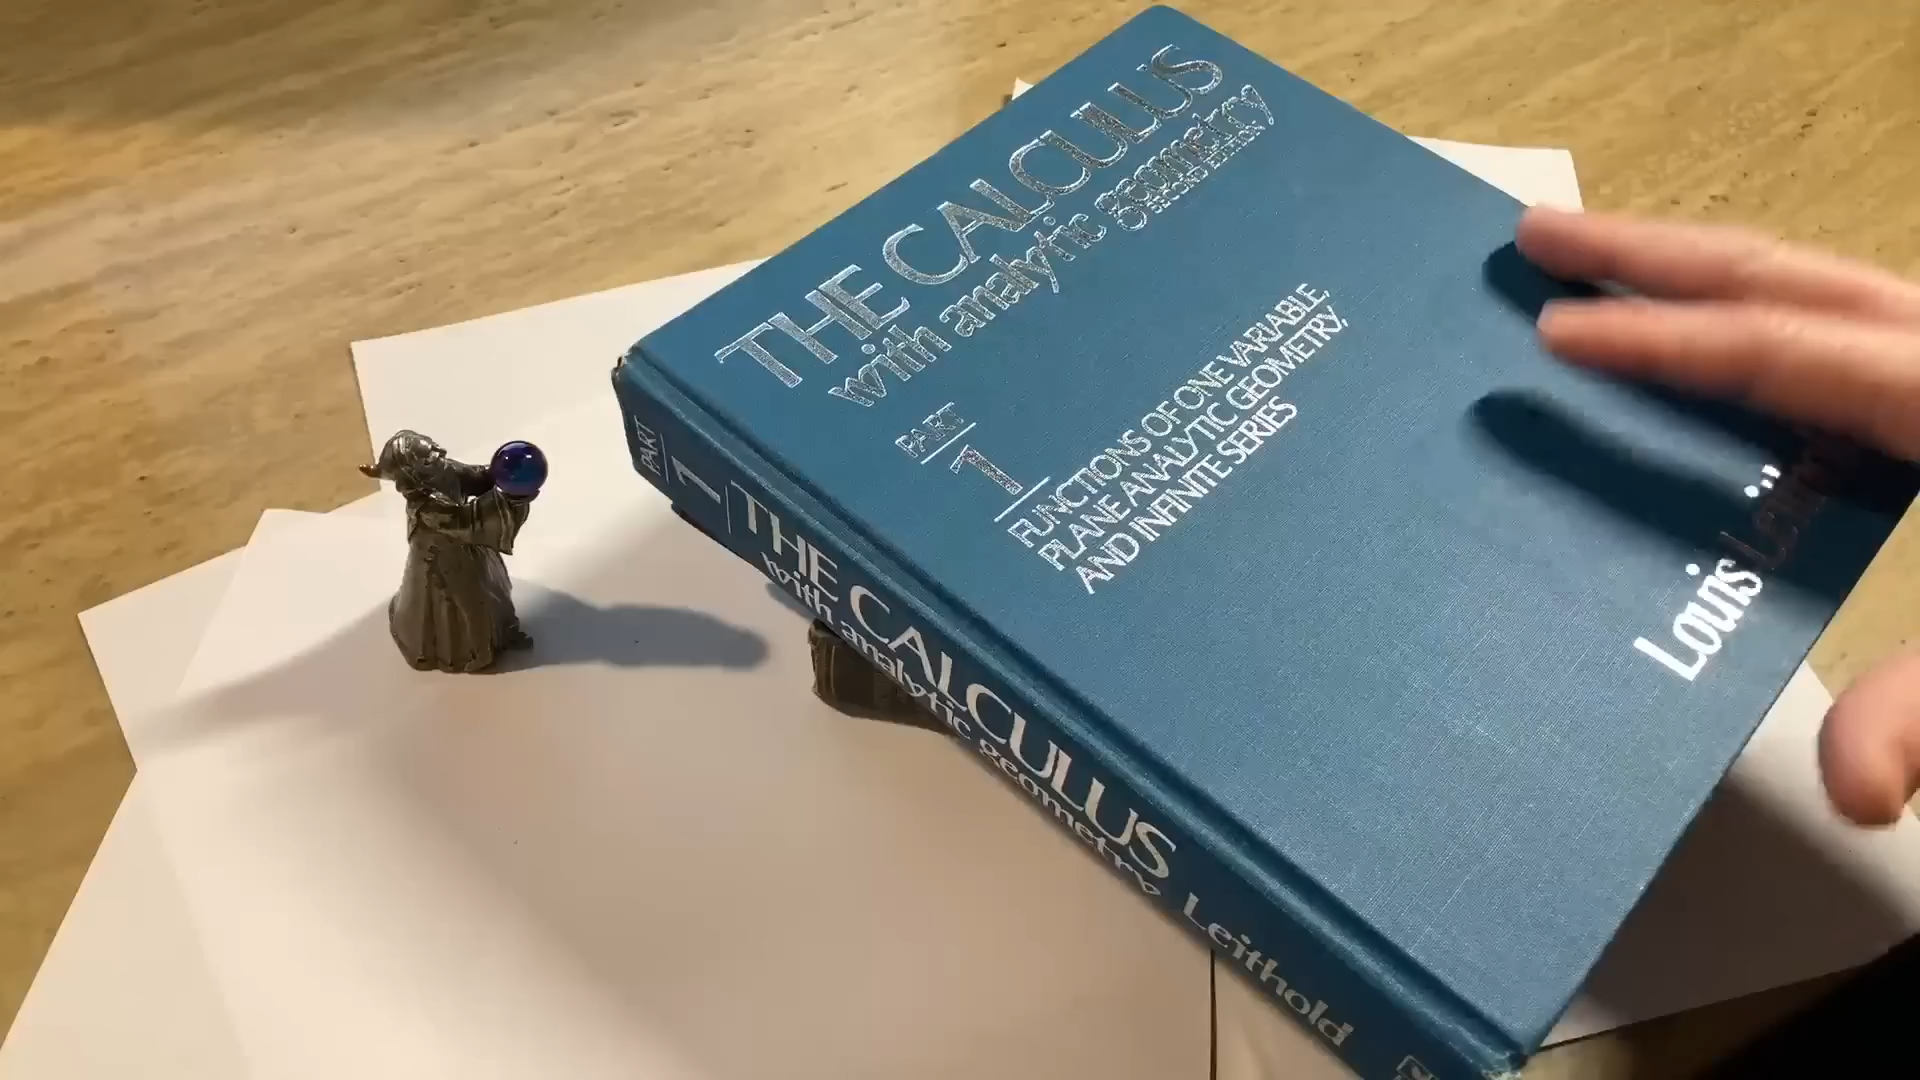 THE CALCULUS
with analytic geometry
SECOND EDITION
PART
1
FUNCTIONS OF ONE VARIABLE,
PLANE ANALYTIC GEOMETRY,
AND INFINITE SERIES
Louis
PART
1
THE CALCULUS
with analytic geometry
Leithold